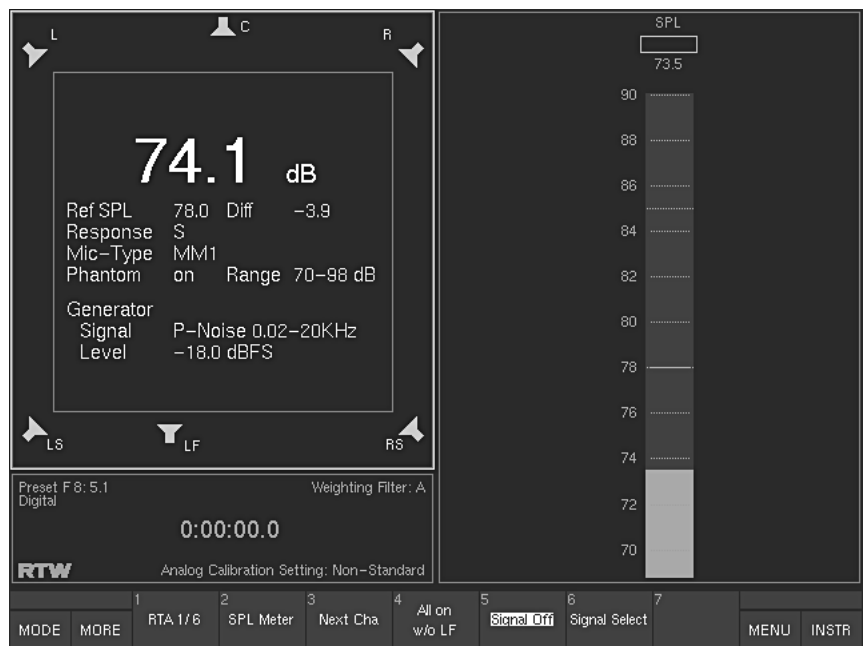 L
C
R
74.1 dB
Ref SPL 78.0 Diff -3.9
Response S
Mic-Type MM1
Phantom on Range 70-98 dB
Generator
Signal P-Noise 0.02-20KHz
Level -18.0 dBFS
LS
LF
RS
Preset F 8: 5.1
Digital
Weighting Filter: A
0:00:00.0
RTW
Analog Calibration Setting: Non-Standard
SPL
73.5
90
88
86
84
82
80
78
76
74
72
70
MODE
MORE
1 RTA 1/6
2 SPL Meter
3 Next Cha
4 All on
w/o LF
5 Signal Off
6 Signal Select
7
MENU
INSTR